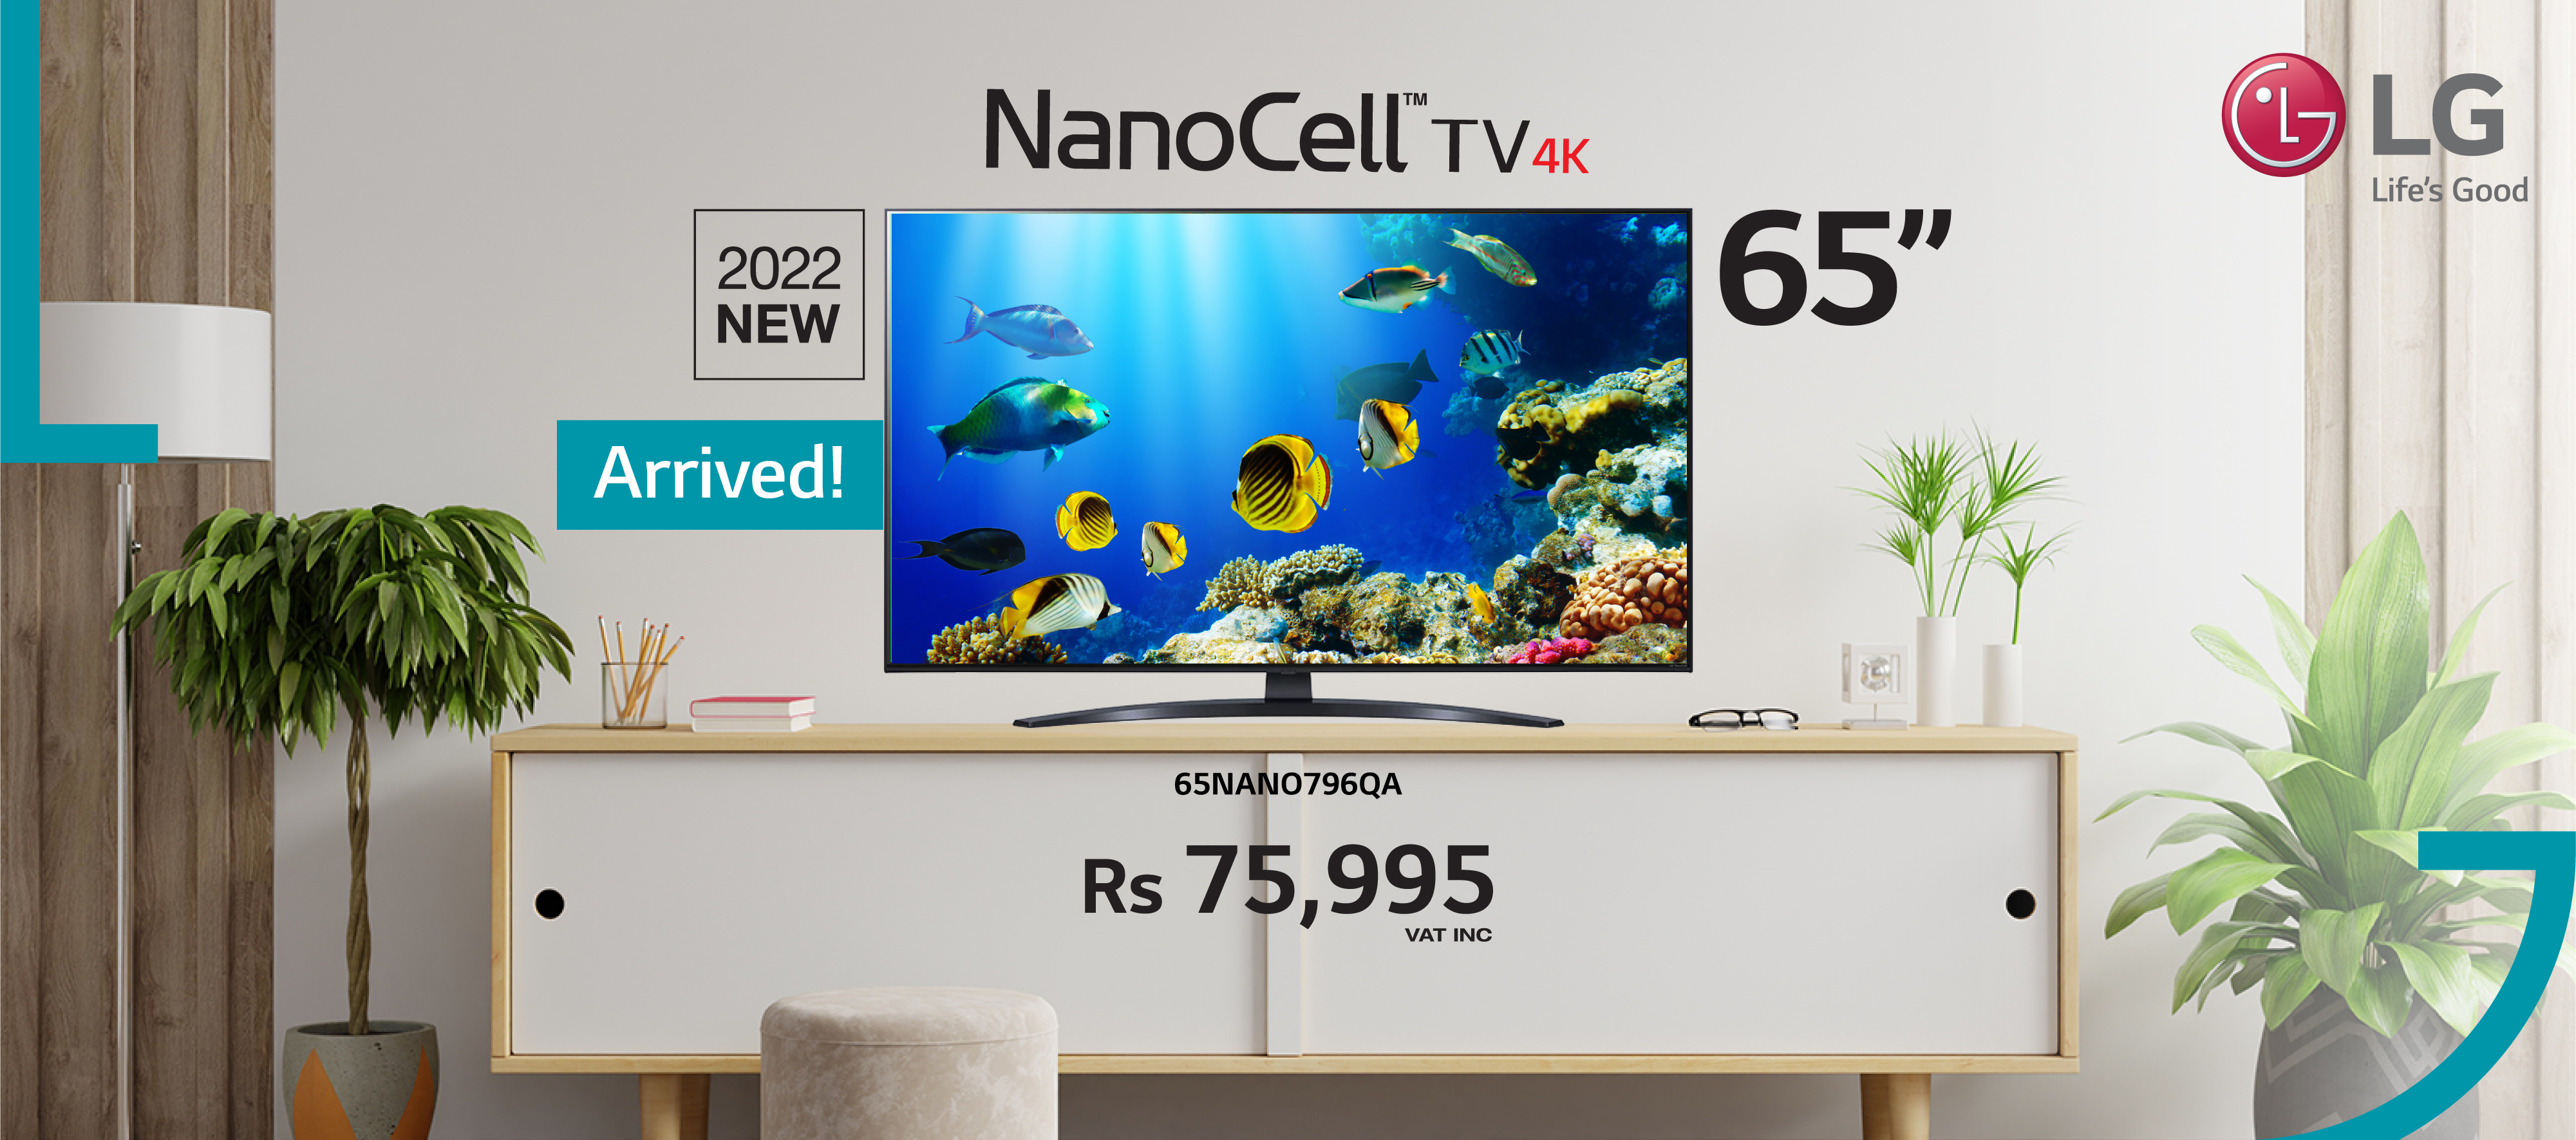 NanoCell™ TV 4K
LG
Life's Good
65”
2022
NEW
Arrived!
65NANO796QA
Rs 75,995
VAT INC